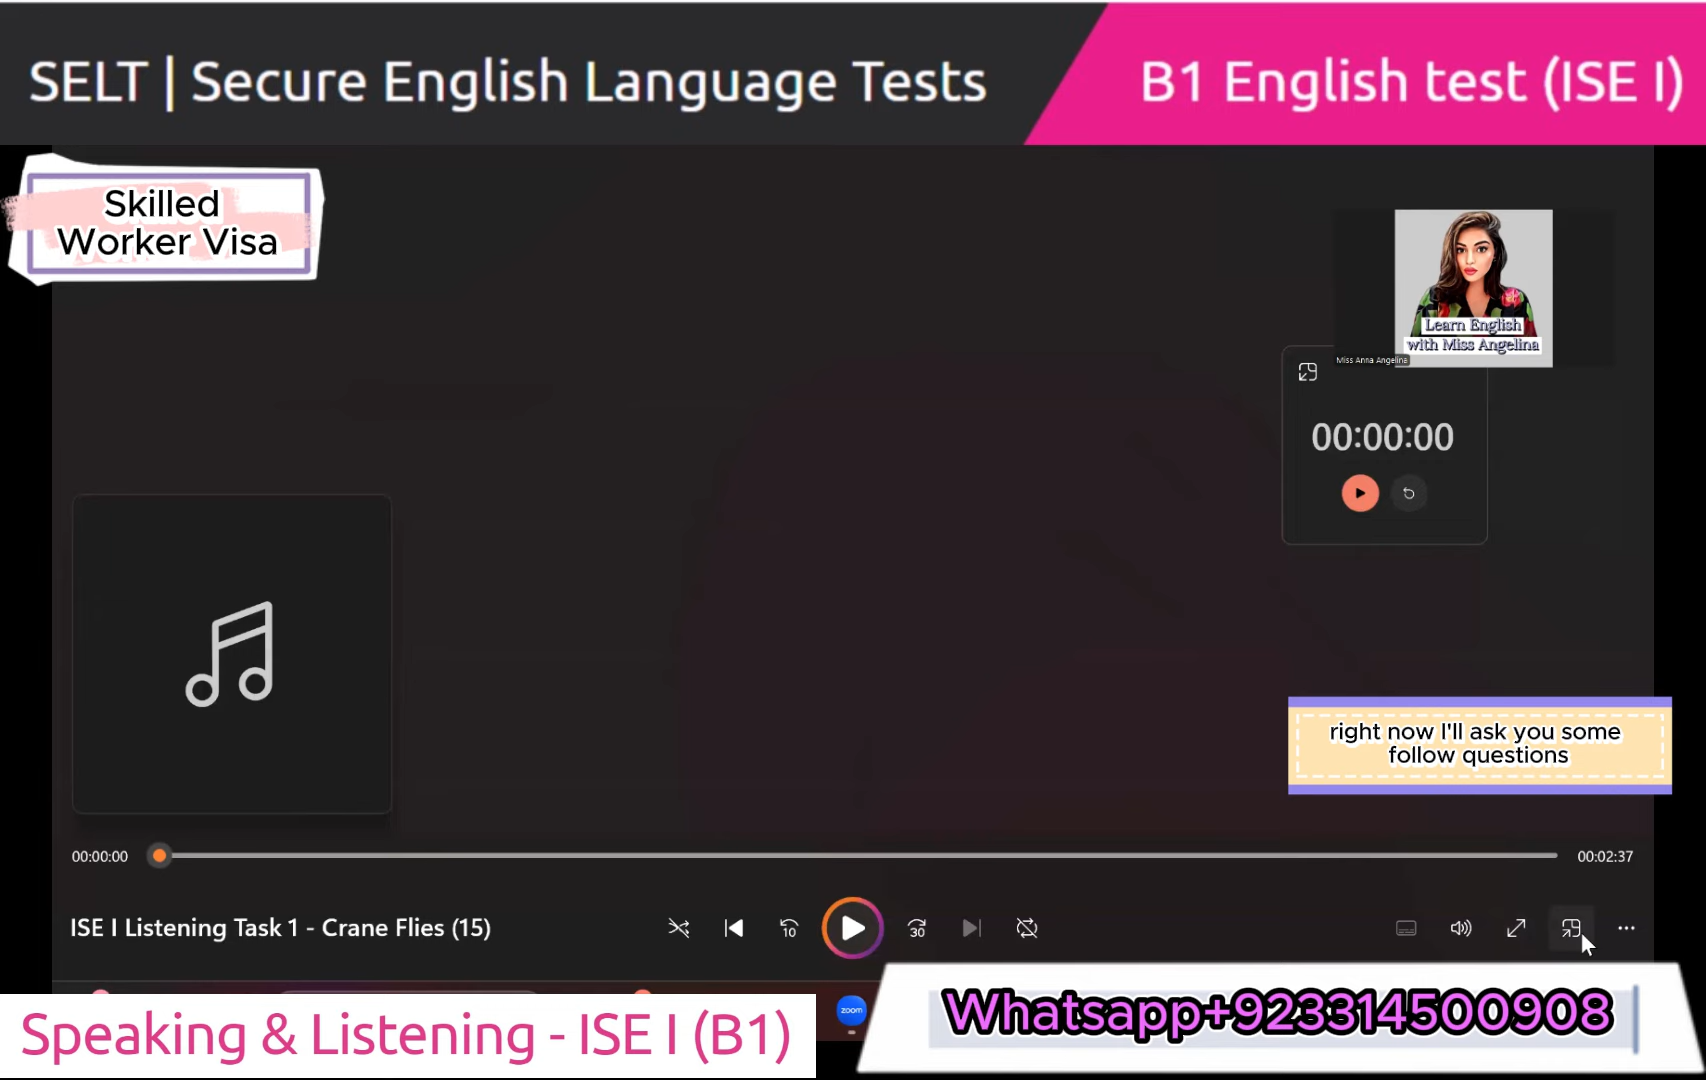 SELT | Secure English Language Tests
B1 English test (ISE I)
Skilled
Worker Visa
Learn English
with Miss Angelina
Miss Anna Angelina
00:00:00
right now I'll ask you some
follow questions
00:00:00
00:02:37
ISE I Listening Task 1 - Crane Flies (15)
10
30
zoom
Speaking & Listening - ISE I (B1)
Whatsapp+923314500908